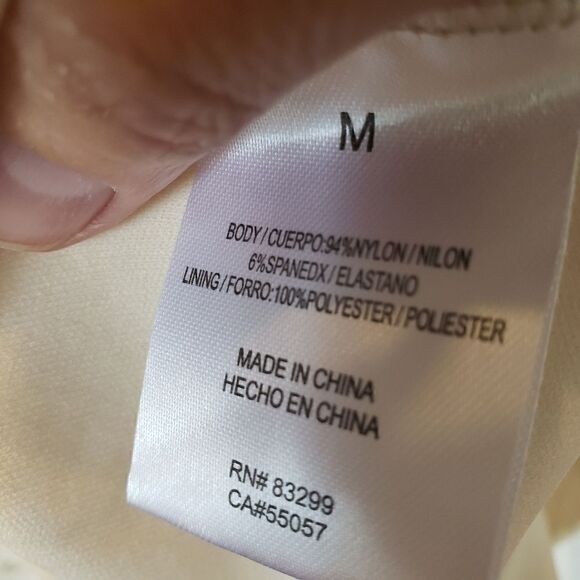 M
BODY/CUERPO:94%NYLON/NILON
6%SPANEDX/ELASTANO
LINING/FORRO:100%POLYESTER/POLIESTER
MADE IN CHINA
HECHO EN CHINA
RN# 83299
CA#55057